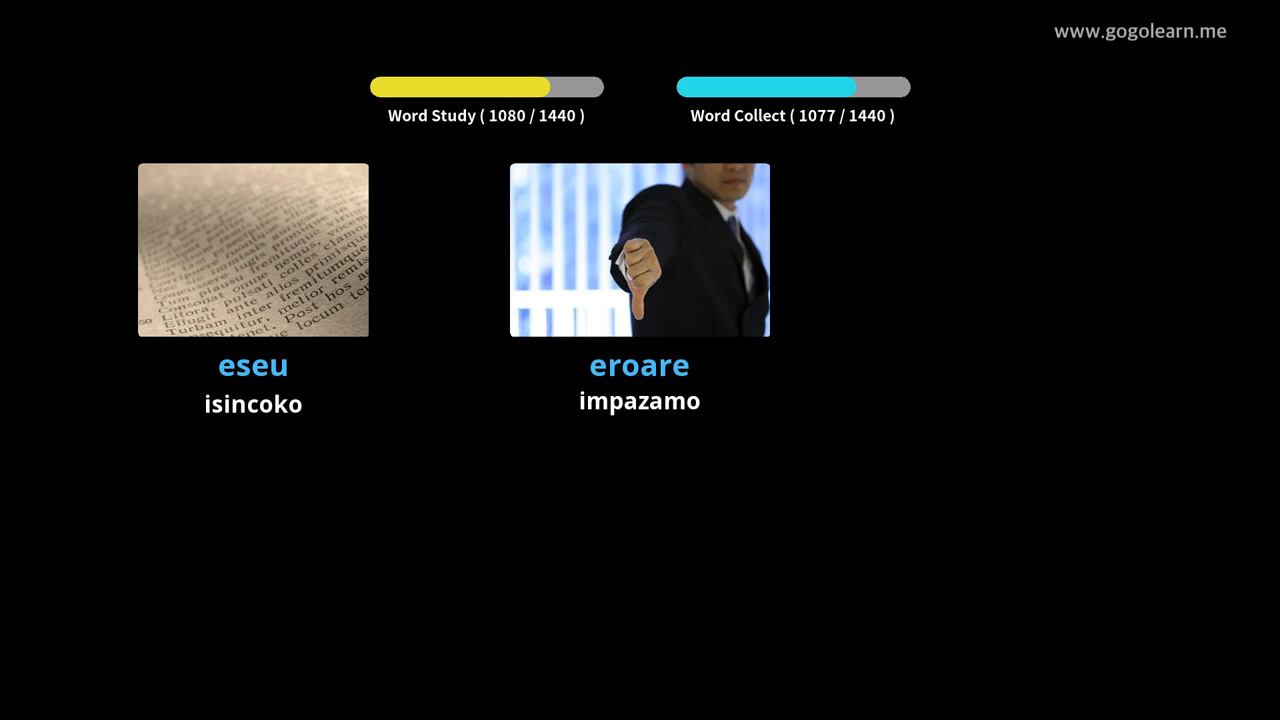 www.gogolearn.me
Word Study ( 1080 / 1440 )
Word Collect ( 1077 / 1440 )
eseu
isincoko
eroare
impazamo